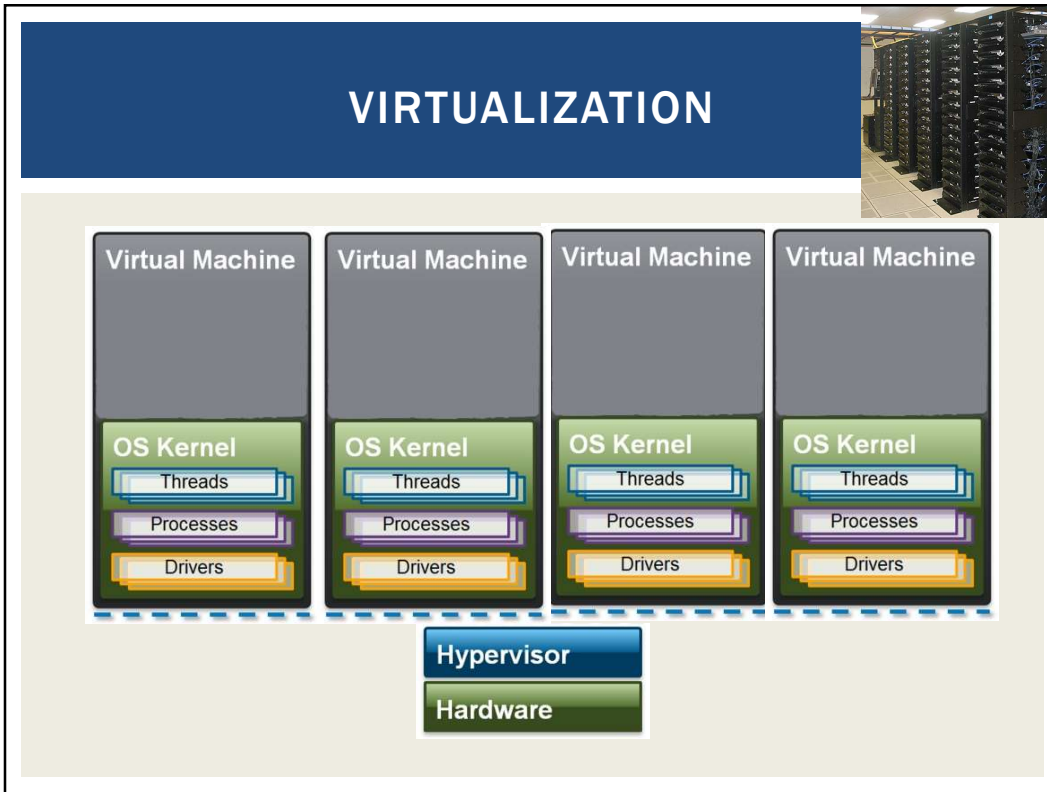 VIRTUALIZATION
Virtual Machine
OS Kernel
Threads
Processes
Drivers
Virtual Machine
OS Kernel
Threads
Processes
Drivers
Virtual Machine
OS Kernel
Threads
Processes
Drivers
Virtual Machine
OS Kernel
Threads
Processes
Drivers
Hypervisor
Hardware